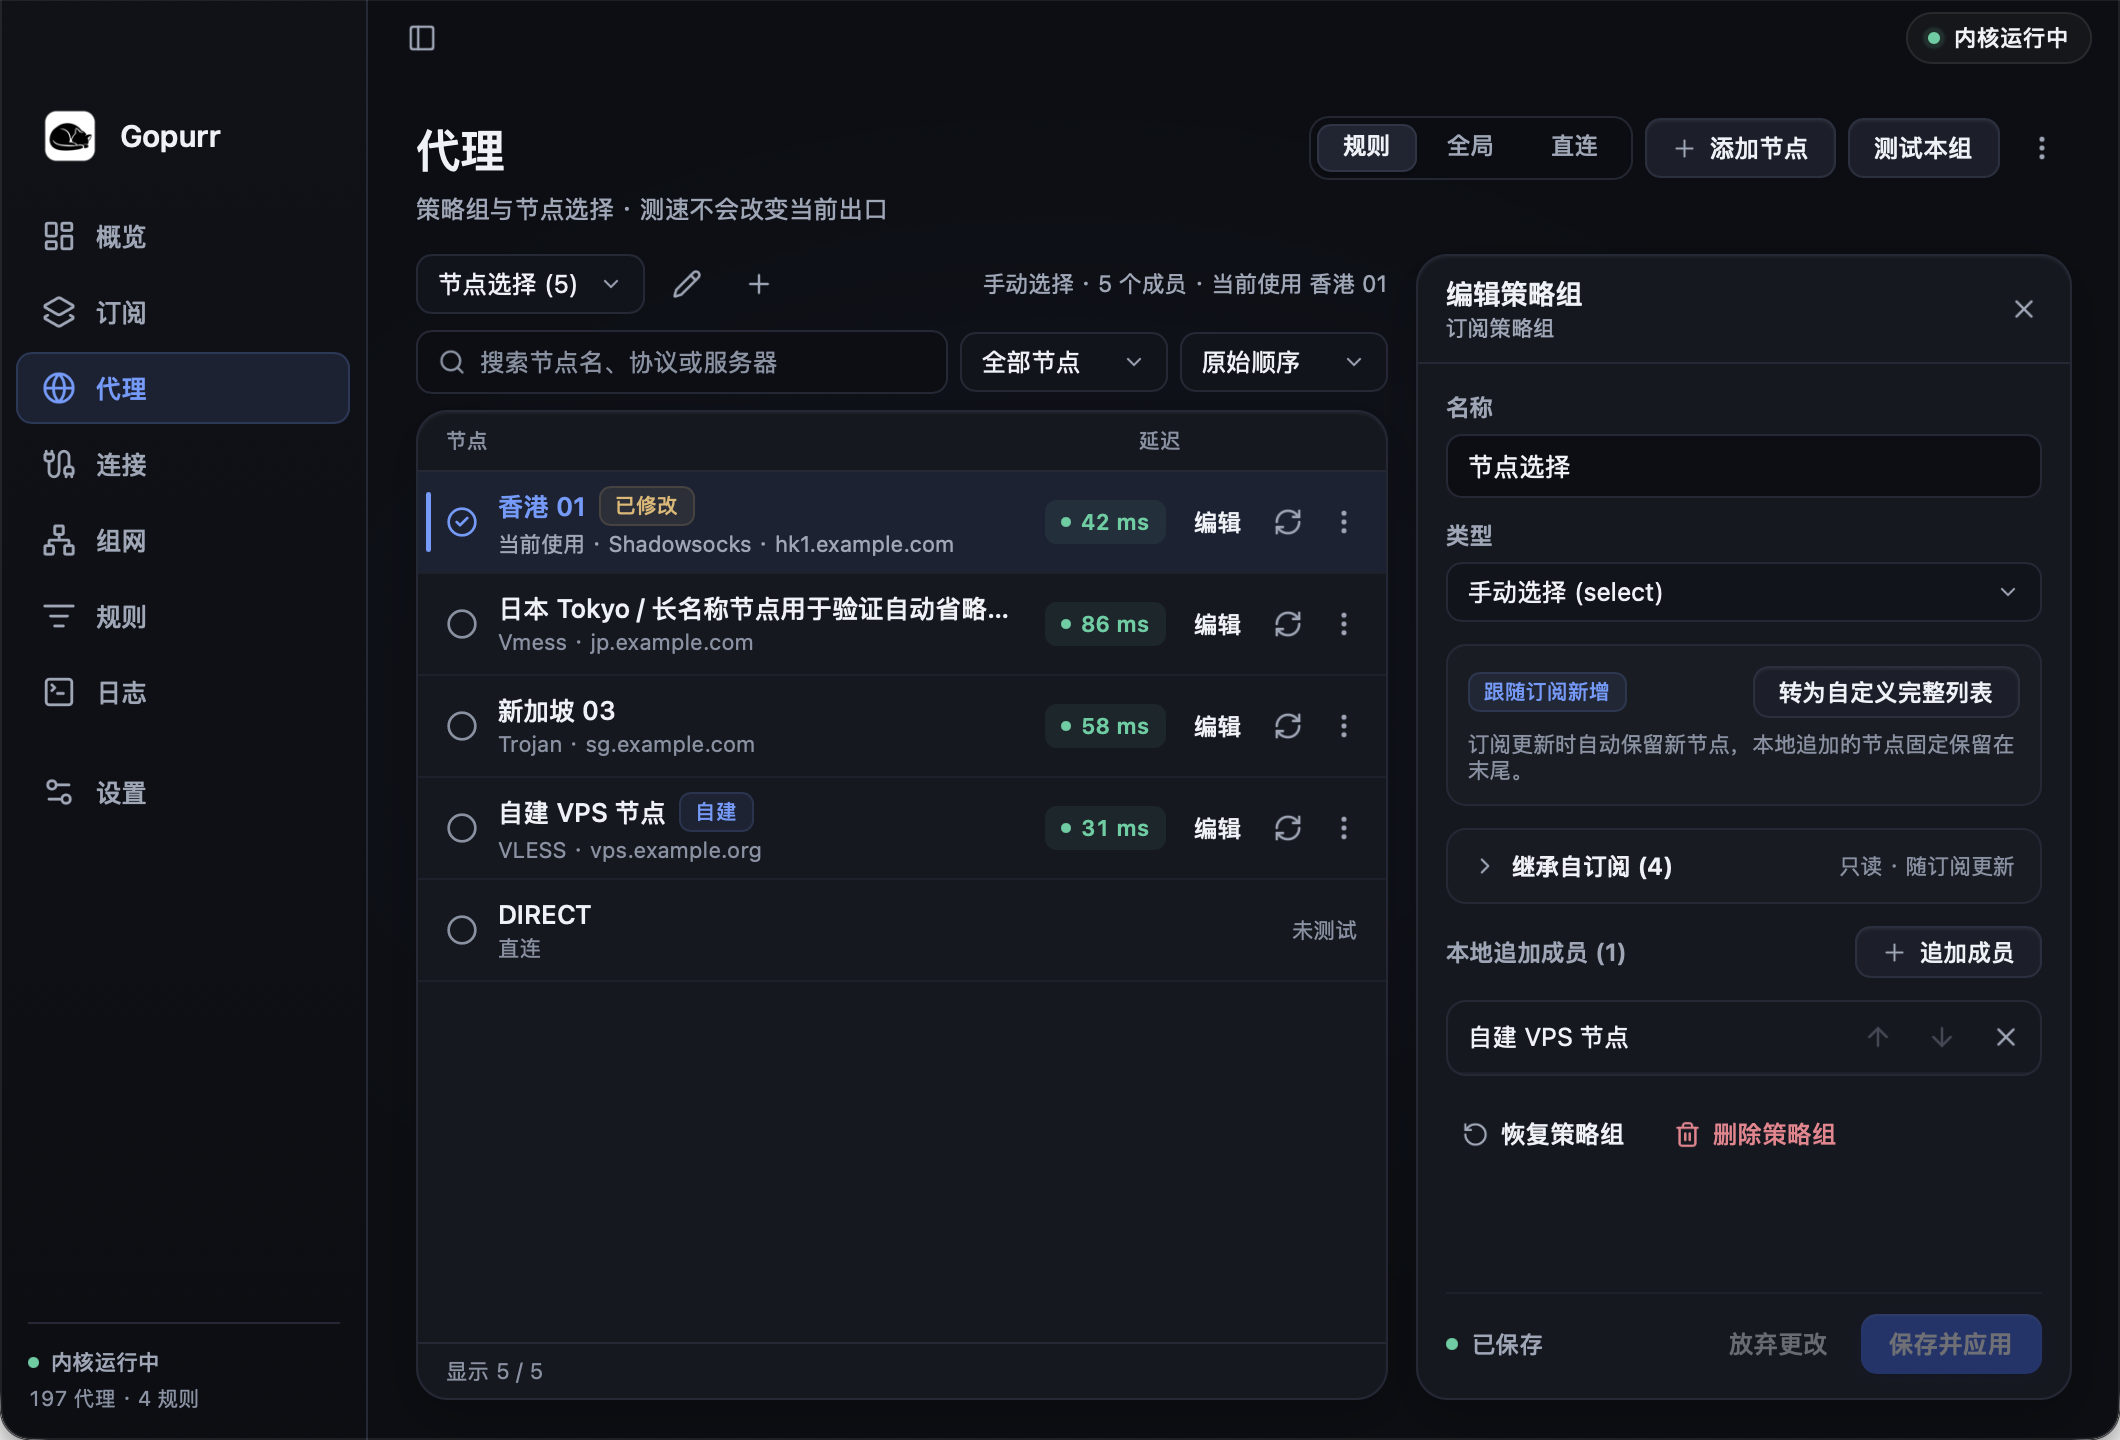 内核运行中
Gopurr
概览
订阅
代理
连接
组网
规则
日志
设置
内核运行中
197 代理 · 4 规则
代理
策略组与节点选择 · 测速不会改变当前出口
规则 全局 直连
添加节点
测试本组
节点选择 (5)
手动选择 · 5 个成员 · 当前使用 香港 01
搜索节点名、协议或服务器
全部节点
原始顺序
节点 延迟
香港 01 已修改
当前使用 · Shadowsocks · hk1.example.com
42 ms 编辑
日本 Tokyo / 长名称节点用于验证自动省略...
Vmess · jp.example.com
86 ms 编辑
新加坡 03
Trojan · sg.example.com
58 ms 编辑
自建 VPS 节点 自建
VLESS · vps.example.org
31 ms 编辑
DIRECT
直连
未测试
显示 5 / 5
编辑策略组
订阅策略组
名称
节点选择
类型
手动选择 (select)
跟随订阅新增 转为自定义完整列表
订阅更新时自动保留新节点，本地追加的节点固定保留在
末尾。
继承自订阅 (4) 只读 · 随订阅更新
本地追加成员 (1) 追加成员
自建 VPS 节点
恢复策略组 删除策略组
已保存 放弃更改 保存并应用